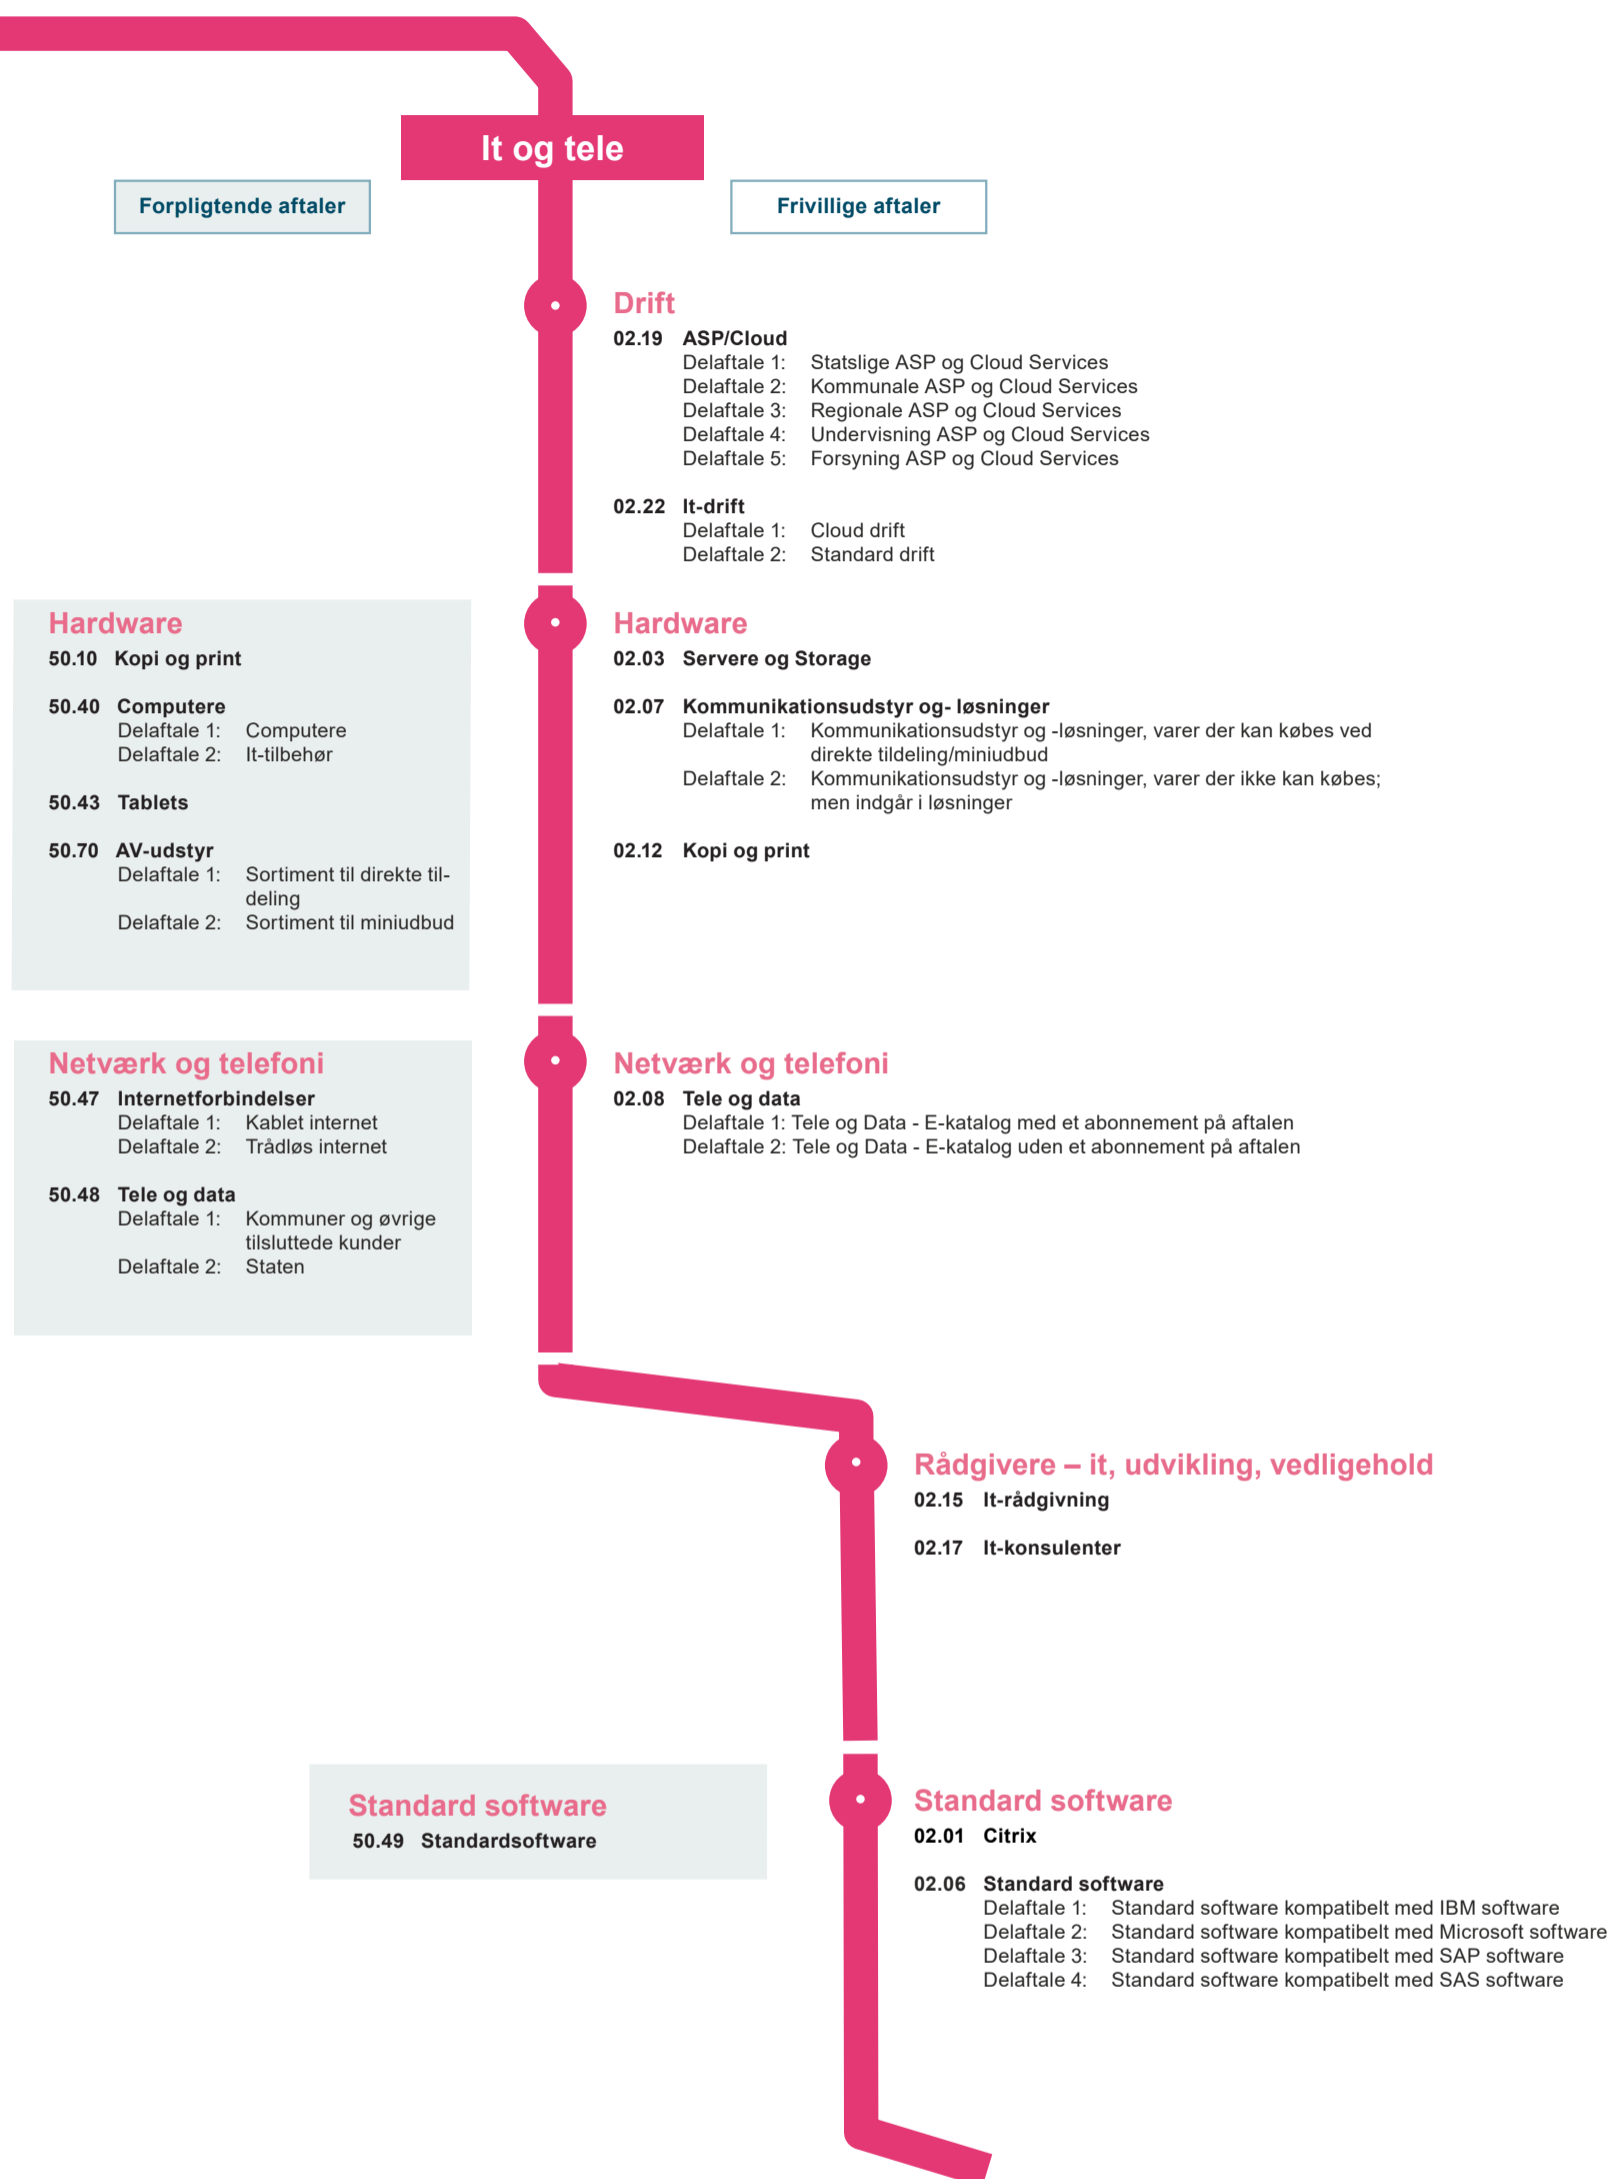 It og tele
Forpligtende aftaler
Frivillige aftaler
Drift
02.19 ASP/Cloud
Delaftale 1: Statslige ASP og Cloud Services
Delaftale 2: Kommunale ASP og Cloud Services
Delaftale 3: Regionale ASP og Cloud Services
Delaftale 4: Undervisning ASP og Cloud Services
Delaftale 5: Forsyning ASP og Cloud Services
02.22 It-drift
Delaftale 1: Cloud drift
Delaftale 2: Standard drift
Hardware
50.10 Kopi og print
50.40 Computere
Delaftale 1: Computere
Delaftale 2: It-tilbehør
50.43 Tablets
50.70 AV-udstyr
Delaftale 1: Sortiment til direkte til-
deling
Delaftale 2: Sortiment til miniudbud
Hardware
02.03 Servere og Storage
02.07 Kommunikationsudstyr og- løsninger
Delaftale 1: Kommunikationsudstyr og -løsninger, varer der kan købes ved
direkte tildeling/miniudbud
Delaftale 2: Kommunikationsudstyr og -løsninger, varer der ikke kan købes;
men indgår i løsninger
02.12 Kopi og print
Netværk og telefoni
50.47 Internetforbindelser
Delaftale 1: Kablet internet
Delaftale 2: Trådløs internet
50.48 Tele og data
Delaftale 1: Kommuner og øvrige
tilsluttede kunder
Delaftale 2: Staten
Netværk og telefoni
02.08 Tele og data
Delaftale 1: Tele og Data - E-katalog med et abonnement på aftalen
Delaftale 2: Tele og Data - E-katalog uden et abonnement på aftalen
Rådgivere – it, udvikling, vedligehold
02.15 It-rådgivning
02.17 It-konsulenter
Standard software
50.49 Standardsoftware
Standard software
02.01 Citrix
02.06 Standard software
Delaftale 1: Standard software kompatibelt med IBM software
Delaftale 2: Standard software kompatibelt med Microsoft software
Delaftale 3: Standard software kompatibelt med SAP software
Delaftale 4: Standard software kompatibelt med SAS software